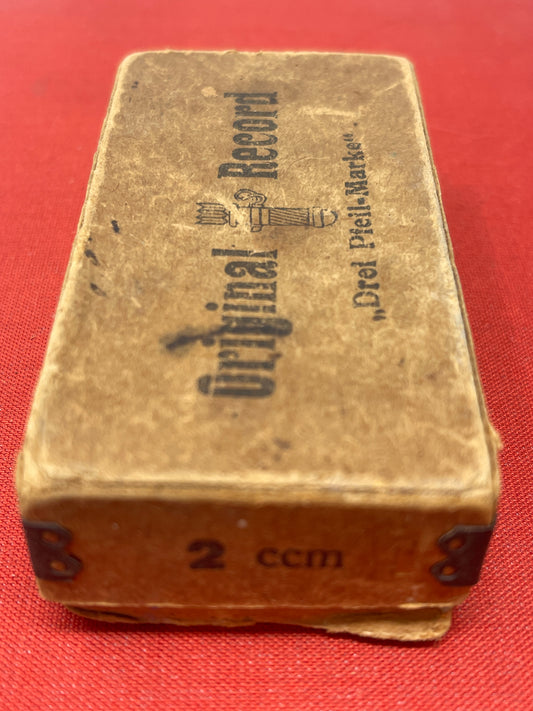 Original Record
„Drei Pfeil-Marke“.
2 ccm